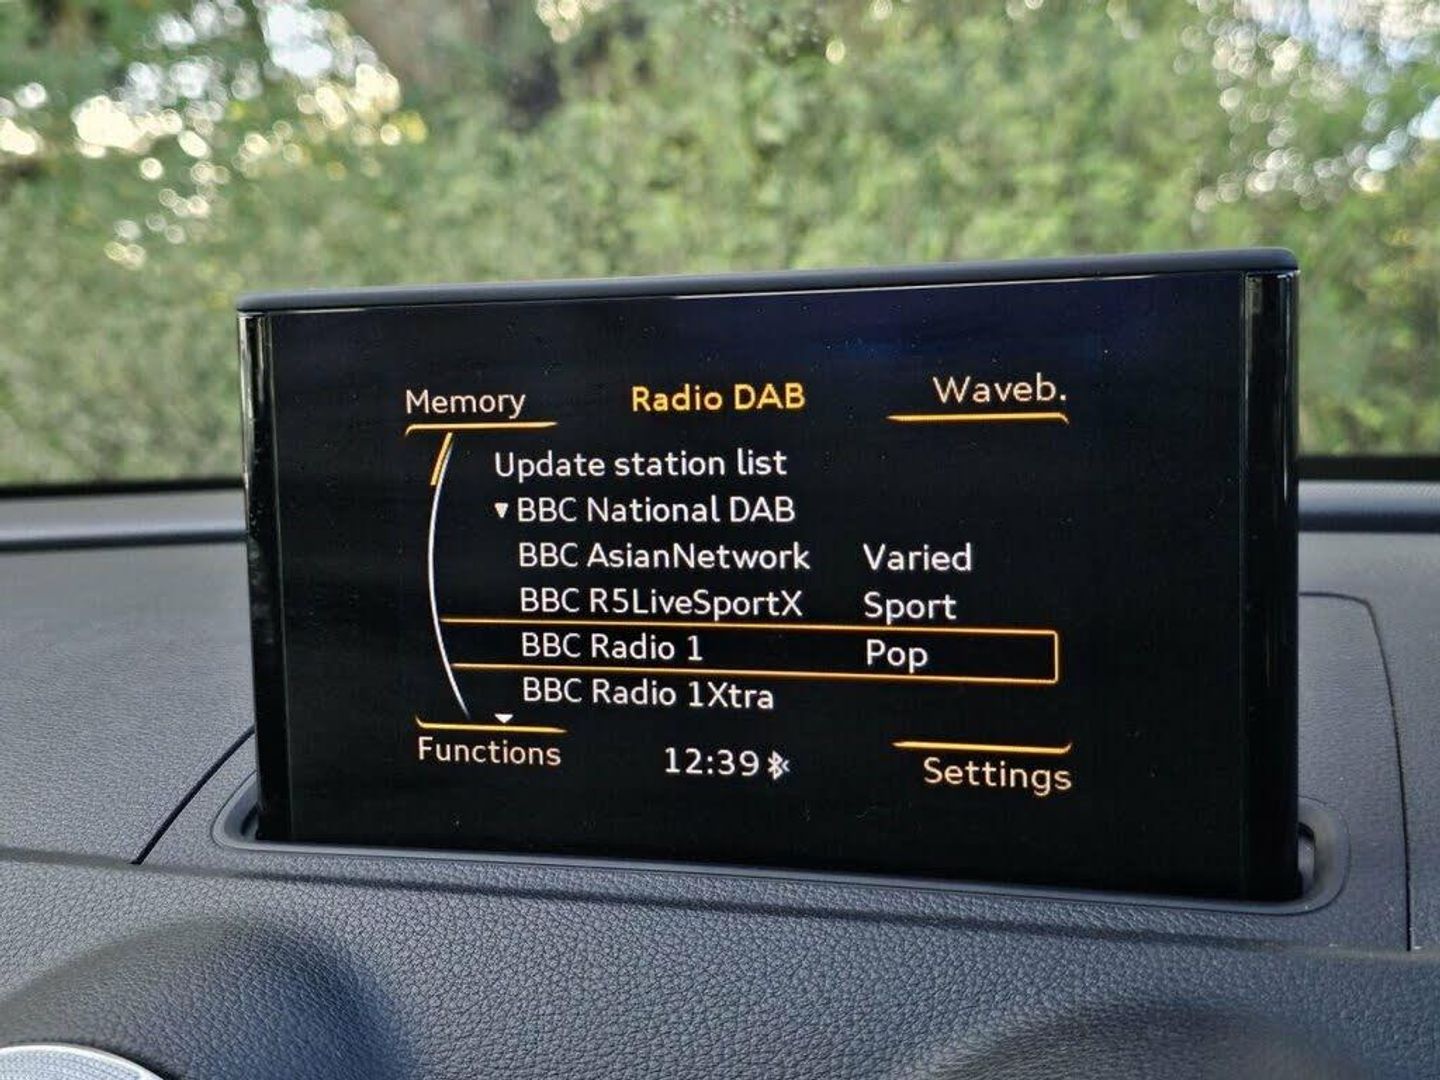 Memory Radio DAB Waveb.
Update station list
▼ BBC National DAB
BBC AsianNetwork Varied
BBC R5LiveSportX Sport
BBC Radio 1 Pop
BBC Radio 1Xtra
Functions 12:39 Settings